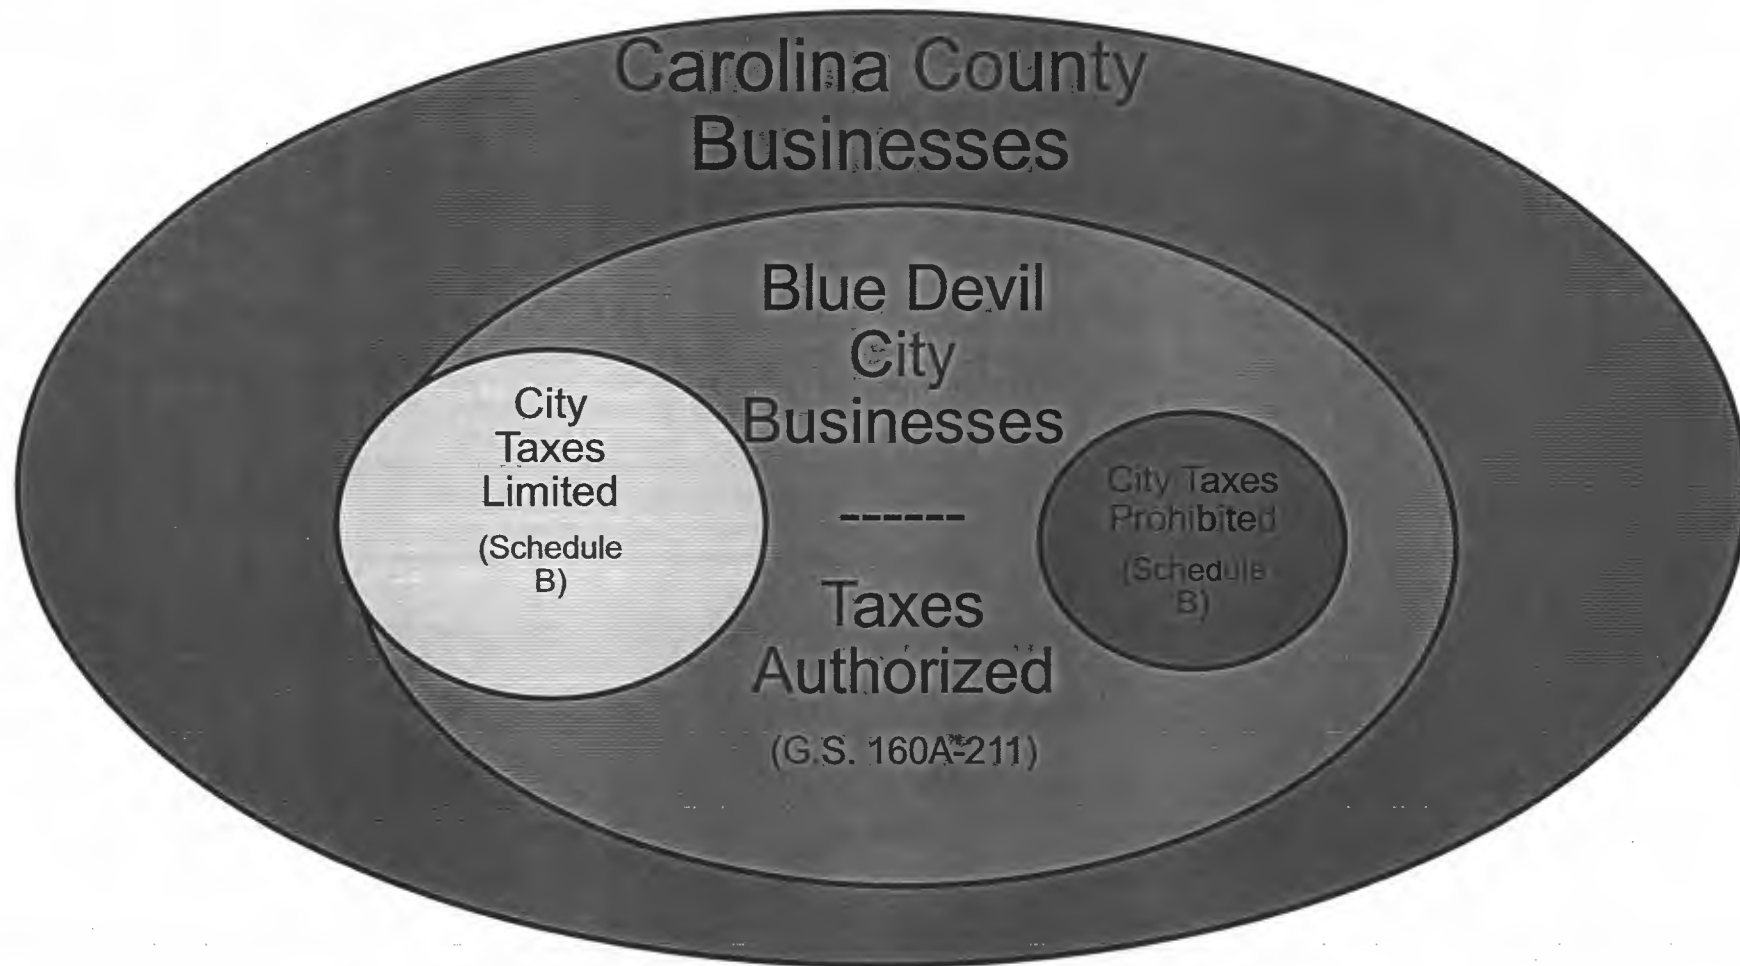 Carolina County
Businesses
Blue Devil
City
Businesses
------
Taxes
Authorized
(G.S. 160A-211)
City
Taxes
Limited
(Schedule
B)
City Taxes
Prohibited
(Schedule
B)